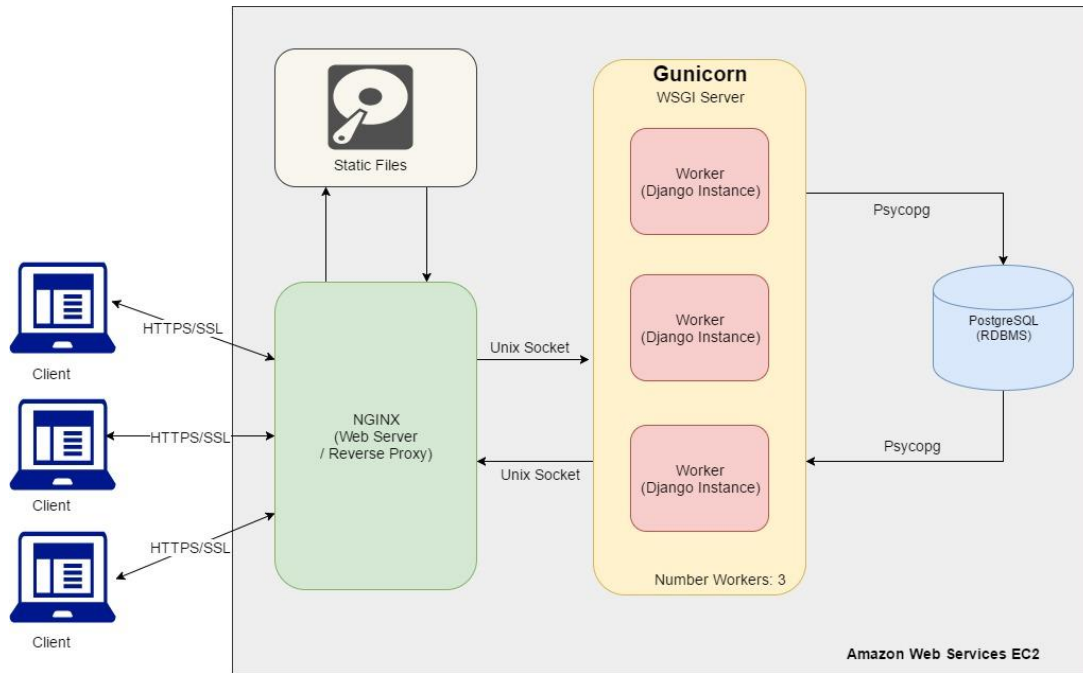 Static Files
Gunicorn
WSGI Server
Worker
(Django Instance)
Psycopg
Worker
(Django Instance)
PostgreSQL
(RDBMS)
HTTPS/SSL
Client
Unix Socket
NGINX
(Web Server
/ Reverse Proxy)
HTTPS/SSL
Client
Unix Socket
Worker
(Django Instance)
Psycopg
HTTPS/SSL
Client
Number Workers: 3
Amazon Web Services EC2